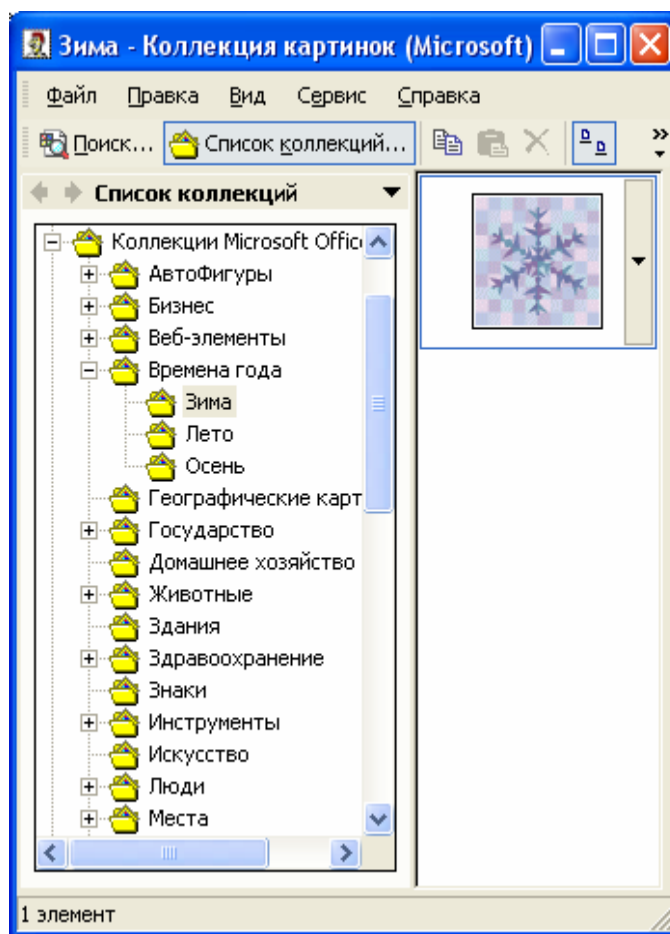 Зима - Коллекция картинок (Microsoft)
Файл Правка Вид Сервис Справка
Поиск... Список коллекций...
Список коллекций
Коллекции Microsoft Offic
АвтоФигуры
Бизнес
Веб-элементы
Времена года
Зима
Лето
Осень
Географические карт
Государство
Домашнее хозяйство
Животные
Здания
Здравоохранение
Знаки
Инструменты
Искусство
Люди
Места
1 элемент